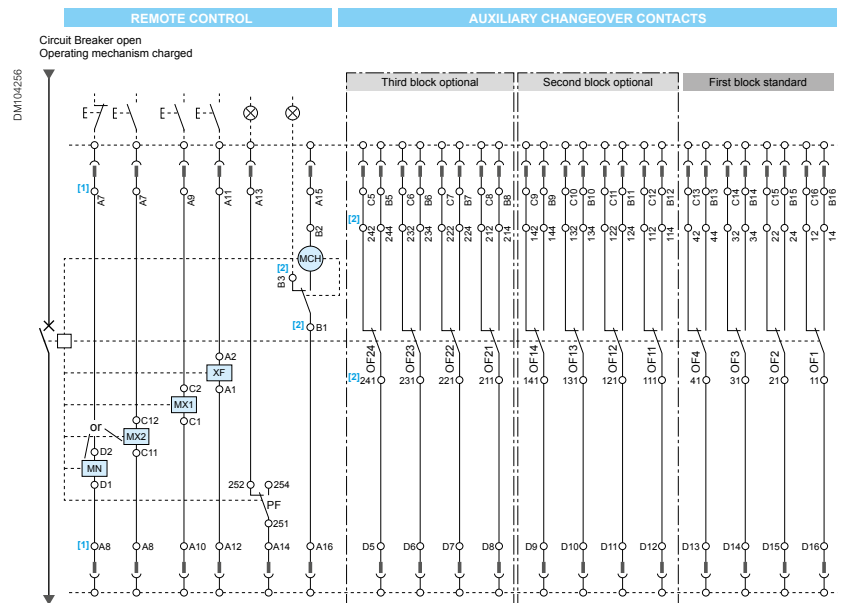 REMOTE CONTROL
AUXILIARY CHANGEOVER CONTACTS
Circuit Breaker open
Operating mechanism charged
DM104256
Third block optional
Second block optional
First block standard
E E E E
[1]
A7 A7 A9 A11 A13 A15 C5 B5 C6 B6 C7 B7 C8 B8 C9 B9 C10 B10 C11 B11 C12 B12 C13 B13 C14 B14 C15 B15 C16 B16
[2]
B2 242 244 232 234 222 224 212 214 142 144 132 134 122 124 112 114 42 44 32 34 22 24 12 14
MCH
[2]
B3
[2] B1
A2 OF24 OF23 OF22 OF21 OF14 OF13 OF12 OF11 OF4 OF3 OF2 OF1
XF
[2] 241 231 221 211 141 131 121 111 41 31 21 11
A1
C2
MX1
C1
C12
or
MX2
D2 C11
MN
D1 252 254
PF
251
[1] A8 A8 A10 A12 A14 A16 D5 D6 D7 D8 D9 D10 D11 D12 D13 D14 D15 D16